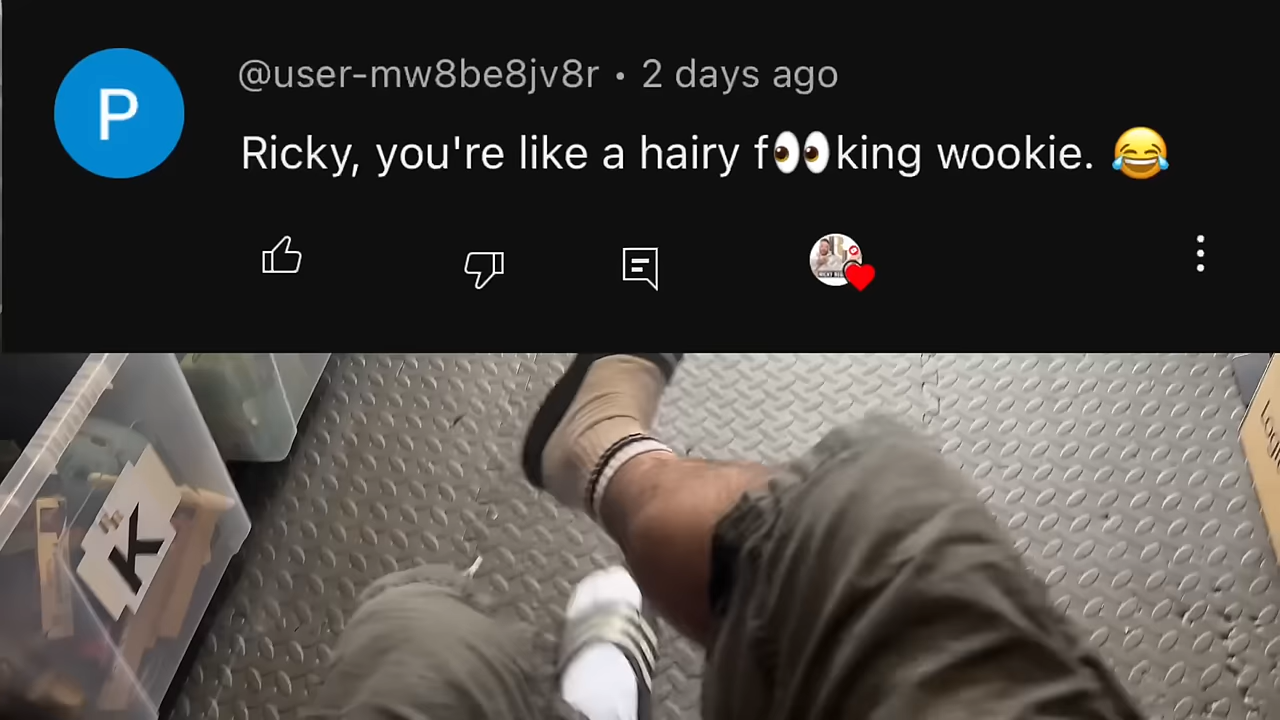 P
@user-mw8be8jv8r • 2 days ago
Ricky, you're like a hairy f👀king wookie. 😂
K